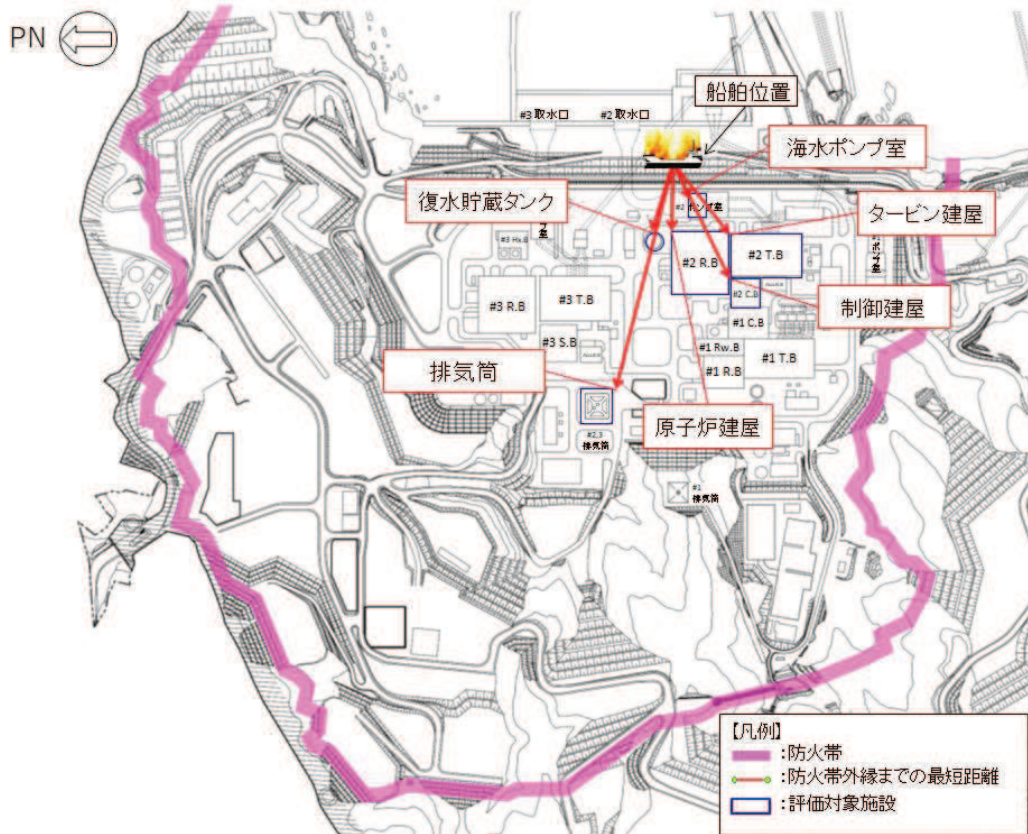 PN
船舶位置
#3 取水口
#2 取水口
海水ポンプ室
復水貯蔵タンク
タービン建屋
#3 Hx.B
#2 R.B
#2 T.B
#2 C.B
制御建屋
#3 R.B
#3 T.B
#1 C.B
#3 S.B
#1 Rw.B
#1 R.B
#1 T.B
排気筒
原子炉建屋
#2,3
排気筒
#1
排気筒
【凡例】
:防火帯
:防火帯外縁までの最短距離
:評価対象施設